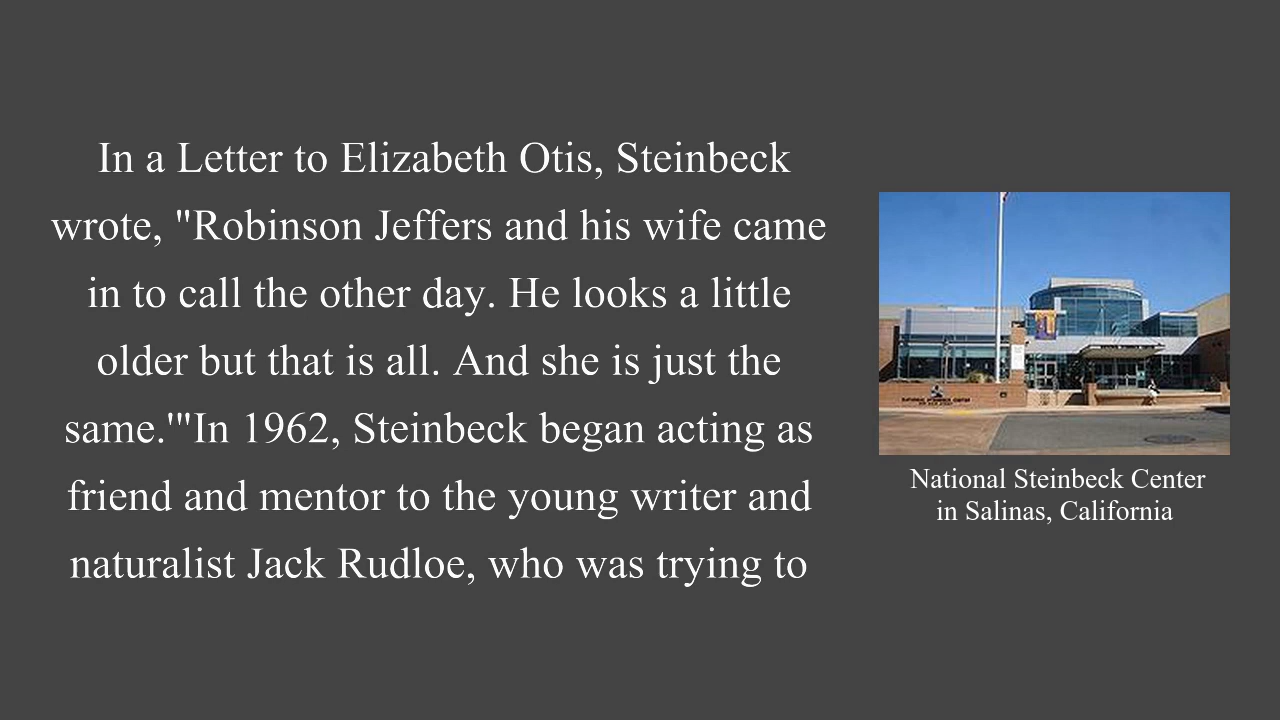 In a Letter to Elizabeth Otis, Steinbeck
wrote, "Robinson Jeffers and his wife came
in to call the other day. He looks a little
older but that is all. And she is just the
same.'"In 1962, Steinbeck began acting as
friend and mentor to the young writer and
naturalist Jack Rudloe, who was trying to
National Steinbeck Center
in Salinas, California